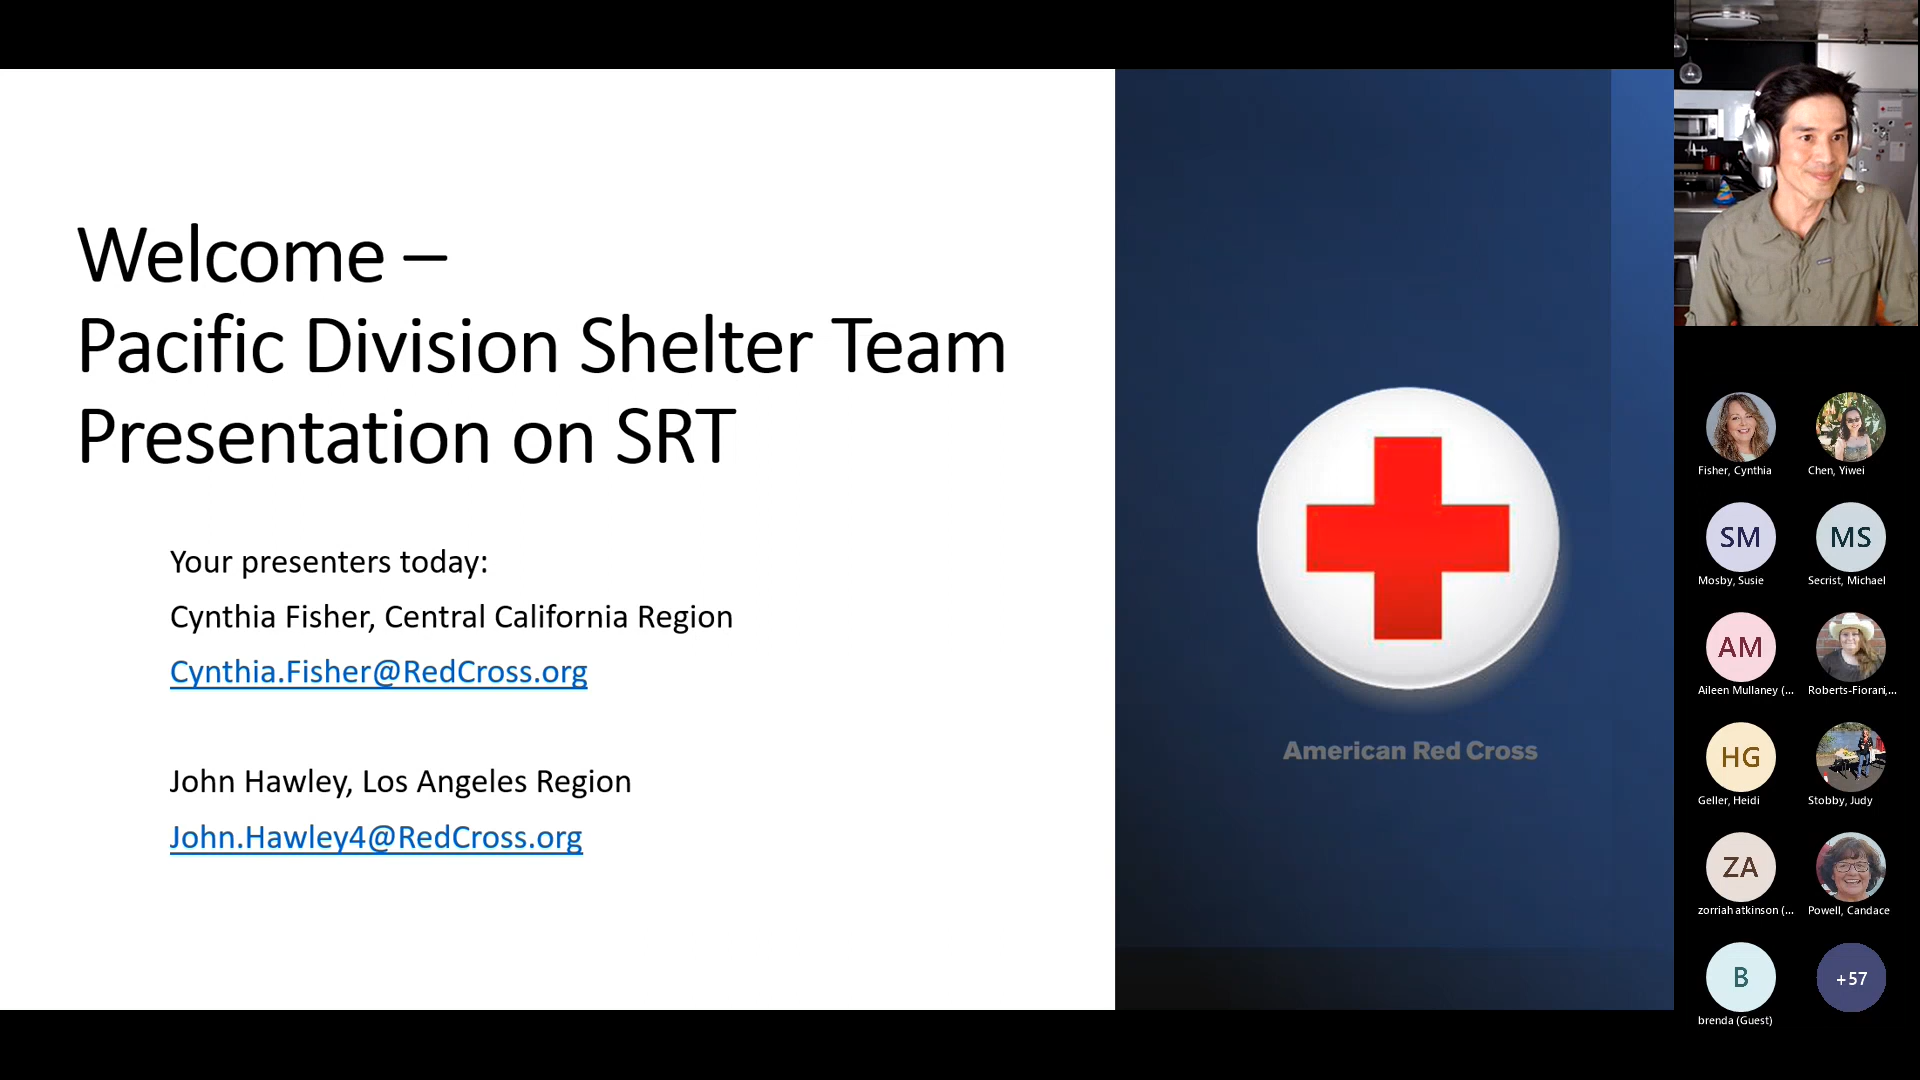 Welcome –
Pacific Division Shelter Team
Presentation on SRT
Your presenters today:
Cynthia Fisher, Central California Region
Cynthia.Fisher@RedCross.org
John Hawley, Los Angeles Region
John.Hawley4@RedCross.org
American Red Cross
Fisher, Cynthia
Chen, Yiwei
SM
MS
Mosby, Susie
Secrist, Michael
AM
Aileen Mullaney (...
Roberts-Fiorani,...
HG
Geller, Heidi
Stobby, Judy
ZA
zorriah atkinson (...
Powell, Candace
B
+57
brenda (Guest)